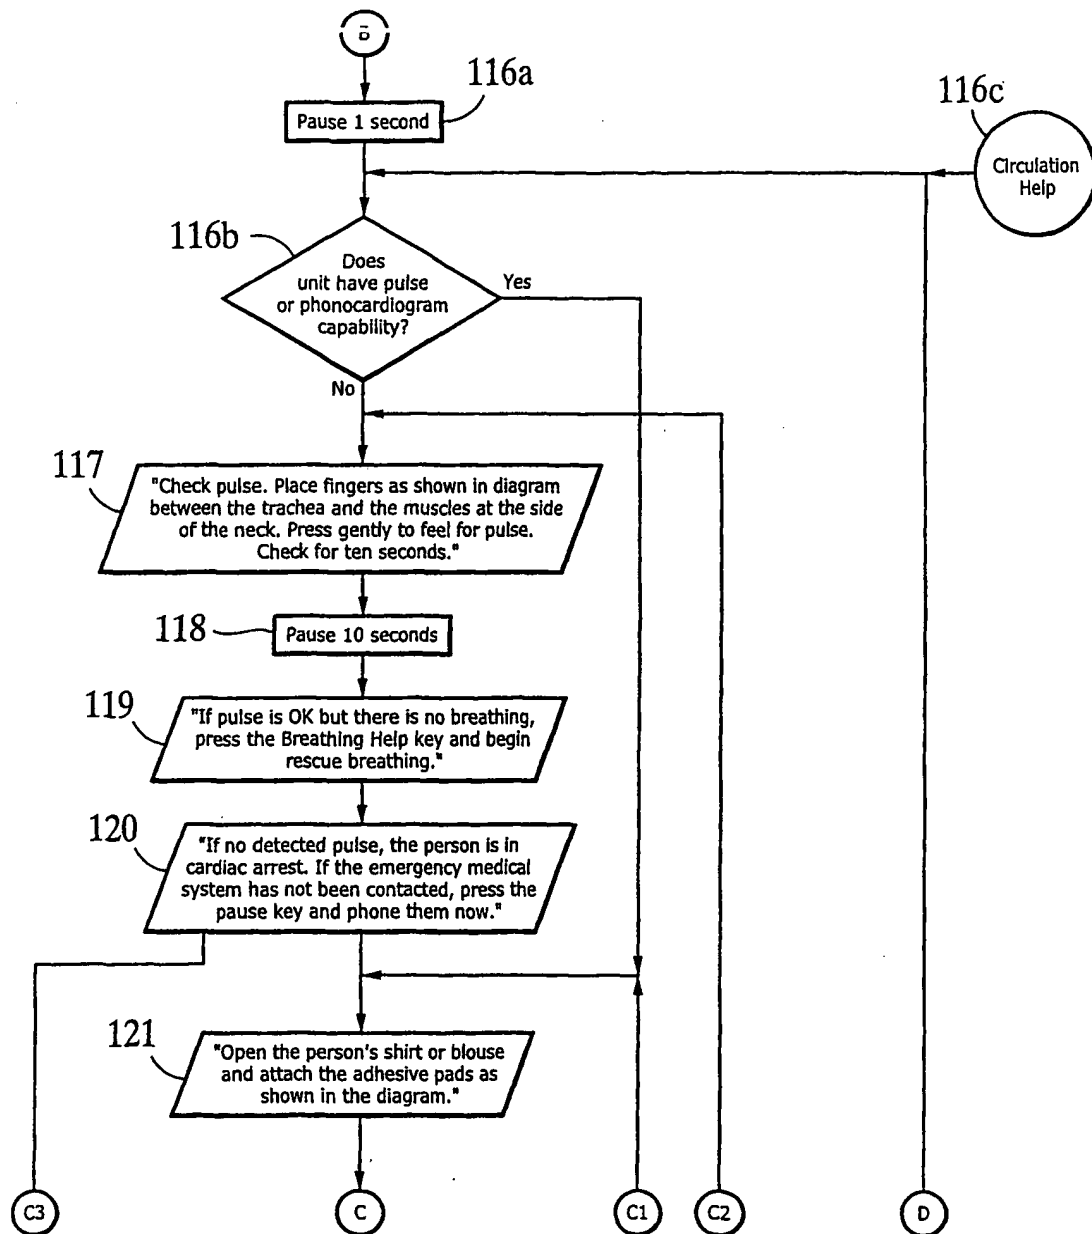 B
116a
Pause 1 second
116c
Circulation
Help
116b
Does
unit have pulse
or phonocardiogram
capability?
Yes
No
117
"Check pulse. Place fingers as shown in diagram
between the trachea and the muscles at the side
of the neck. Press gently to feel for pulse.
Check for ten seconds."
118
Pause 10 seconds
119
"If pulse is OK but there is no breathing,
press the Breathing Help key and begin
rescue breathing."
120
"If no detected pulse, the person is in
cardiac arrest. If the emergency medical
system has not been contacted, press the
pause key and phone them now."
121
"Open the person's shirt or blouse
and attach the adhesive pads as
shown in the diagram."
C3
C
C1
C2
D